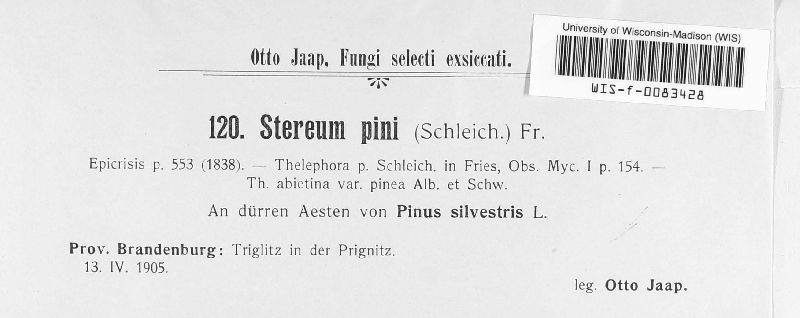 University of Wisconsin-Madison (WIS)
WIS-f-0083428
Otto Jaap, Fungi selecti exsiccati.
120. Stereum pini (Schleich.) Fr.
Epicrisis p. 553 (1838). — Thelephora p. Schleich. in Fries, Obs. Myc. I p. 154. —
Th. abietina var. pinea Alb. et Schw.
An dürren Aesten von Pinus silvestris L.
Prov. Brandenburg: Triglitz in der Prignitz.
13. IV. 1905.
leg. Otto Jaap.